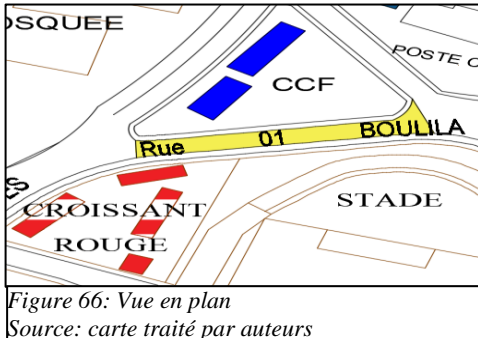 OSQUEE
POSTE C
CCF
Rue 01 BOULILA
CROISSANT
ROUGE
STADE
Figure 66: Vue en plan
Source: carte traité par auteurs